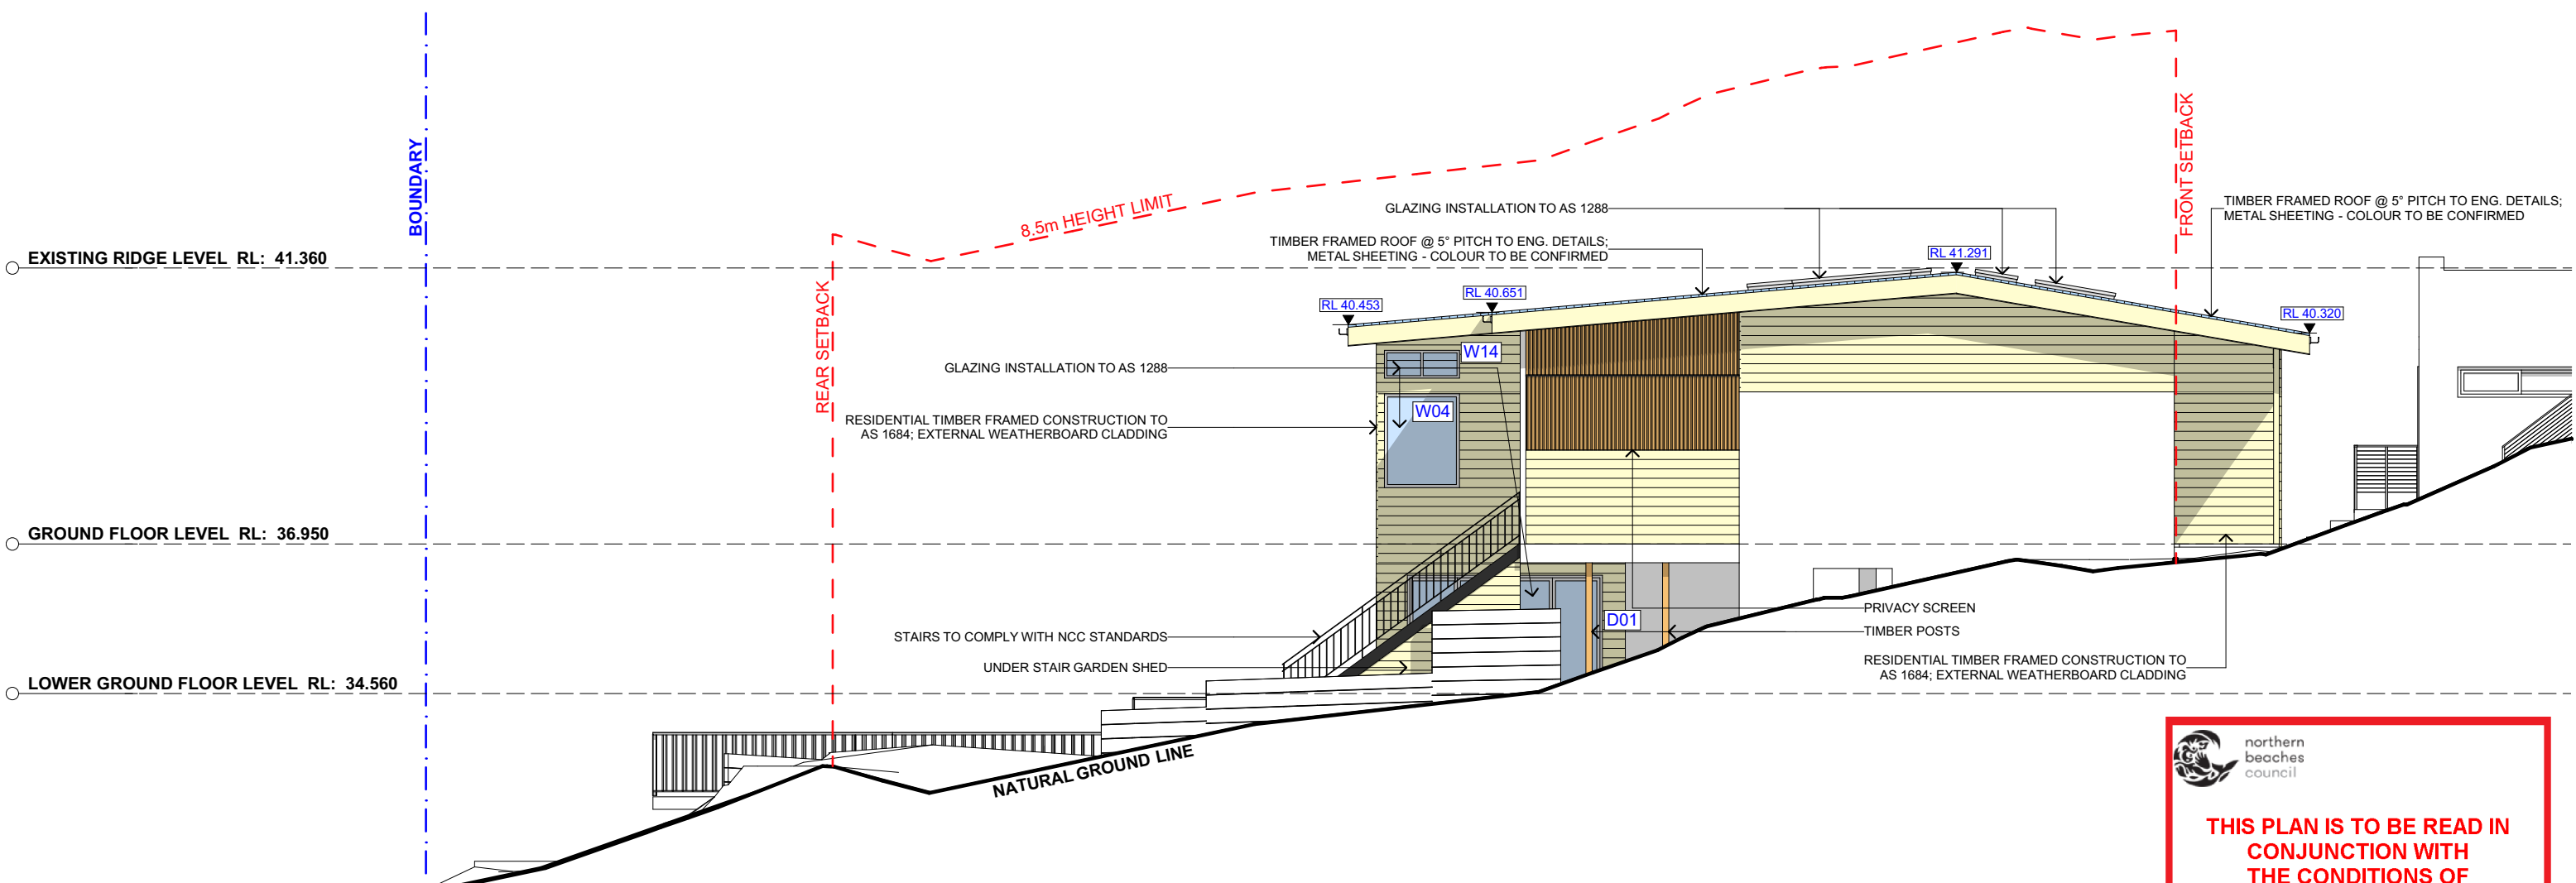 BOUNDARY
8.5m HEIGHT LIMIT
FRONT SETBACK
GLAZING INSTALLATION TO AS 1288
TIMBER FRAMED ROOF @ 5° PITCH TO ENG. DETAILS;
METAL SHEETING - COLOUR TO BE CONFIRMED
TIMBER FRAMED ROOF @ 5° PITCH TO ENG. DETAILS;
METAL SHEETING - COLOUR TO BE CONFIRMED
EXISTING RIDGE LEVEL RL: 41.360
RL 41.291
RL 40.651
RL 40.453
RL 40.320
REAR SETBACK
W14
GLAZING INSTALLATION TO AS 1288
W04
RESIDENTIAL TIMBER FRAMED CONSTRUCTION TO
AS 1684; EXTERNAL WEATHERBOARD CLADDING
GROUND FLOOR LEVEL RL: 36.950
PRIVACY SCREEN
D01
TIMBER POSTS
STAIRS TO COMPLY WITH NCC STANDARDS
UNDER STAIR GARDEN SHED
RESIDENTIAL TIMBER FRAMED CONSTRUCTION TO
AS 1684; EXTERNAL WEATHERBOARD CLADDING
LOWER GROUND FLOOR LEVEL RL: 34.560
NATURAL GROUND LINE
northern
beaches
council
THIS PLAN IS TO BE READ IN
CONJUNCTION WITH
THE CONDITIONS OF